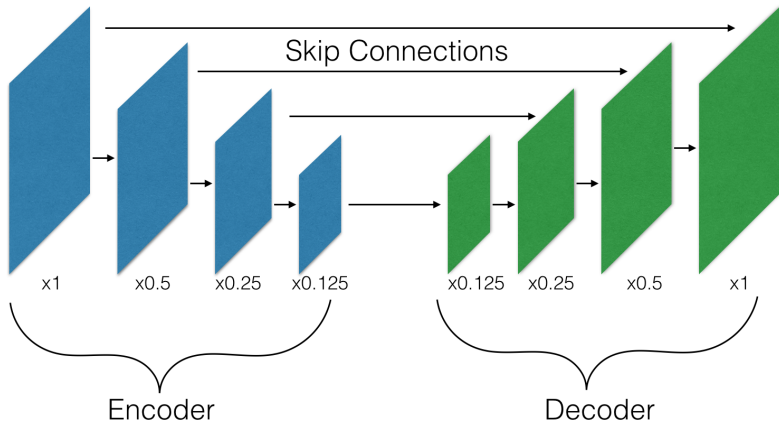 Skip Connections
x1
x0.5
x0.25
x0.125
x0.125
x0.25
x0.5
x1
Encoder
Decoder